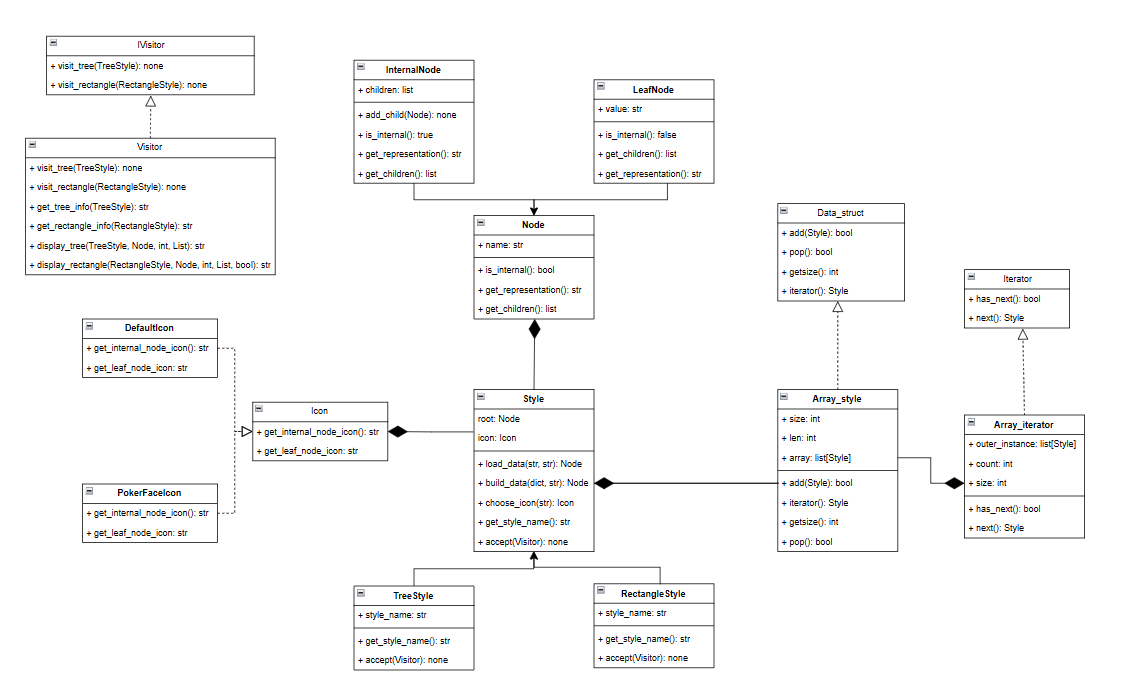 IVisitor
+ visit_tree(TreeStyle): none
+ visit_rectangle(RectangleStyle): none
Visitor
+ visit_tree(TreeStyle): none
+ visit_rectangle(RectangleStyle): none
+ get_tree_info(TreeStyle): str
+ get_rectangle_info(RectangleStyle): str
+ display_tree(TreeStyle, Node, int, List): str
+ display_rectangle(RectangleStyle, Node, int, List, bool): str
InternalNode
+ children: list
+ add_child(Node): none
+ is_internal(): true
+ get_representation(): str
+ get_children(): list
LeafNode
+ value: str
+ is_internal(): false
+ get_children(): list
+ get_representation(): str
Node
+ name: str
+ is_internal(): bool
+ get_representation(): str
+ get_children(): list
Data_struct
+ add(Style): bool
+ pop(): bool
+ getsize(): int
+ iterator(): Style
Iterator
+ has_next(): bool
+ next(): Style
DefaultIcon
+ get_internal_node_icon(): str
+ get_leaf_node_icon: str
Icon
+ get_internal_node_icon(): str
+ get_leaf_node_icon: str
PokerFaceIcon
+ get_internal_node_icon(): str
+ get_leaf_node_icon: str
Style
root: Node
icon: Icon
+ load_data(str, str): Node
+ build_data(dict, str): Node
+ choose_icon(str): Icon
+ get_style_name(): str
+ accept(Visitor): none
Array_style
+ size: int
+ len: int
+ array: list[Style]
+ add(Style): bool
+ iterator(): Style
+ getsize(): int
+ pop(): bool
Array_iterator
+ outer_instance: list[Style]
+ count: int
+ size: int
+ has_next(): bool
+ next(): Style
TreeStyle
+ style_name: str
+ get_style_name(): str
+ accept(Visitor): none
RectangleStyle
+ style_name: str
+ get_style_name(): str
+ accept(Visitor): none